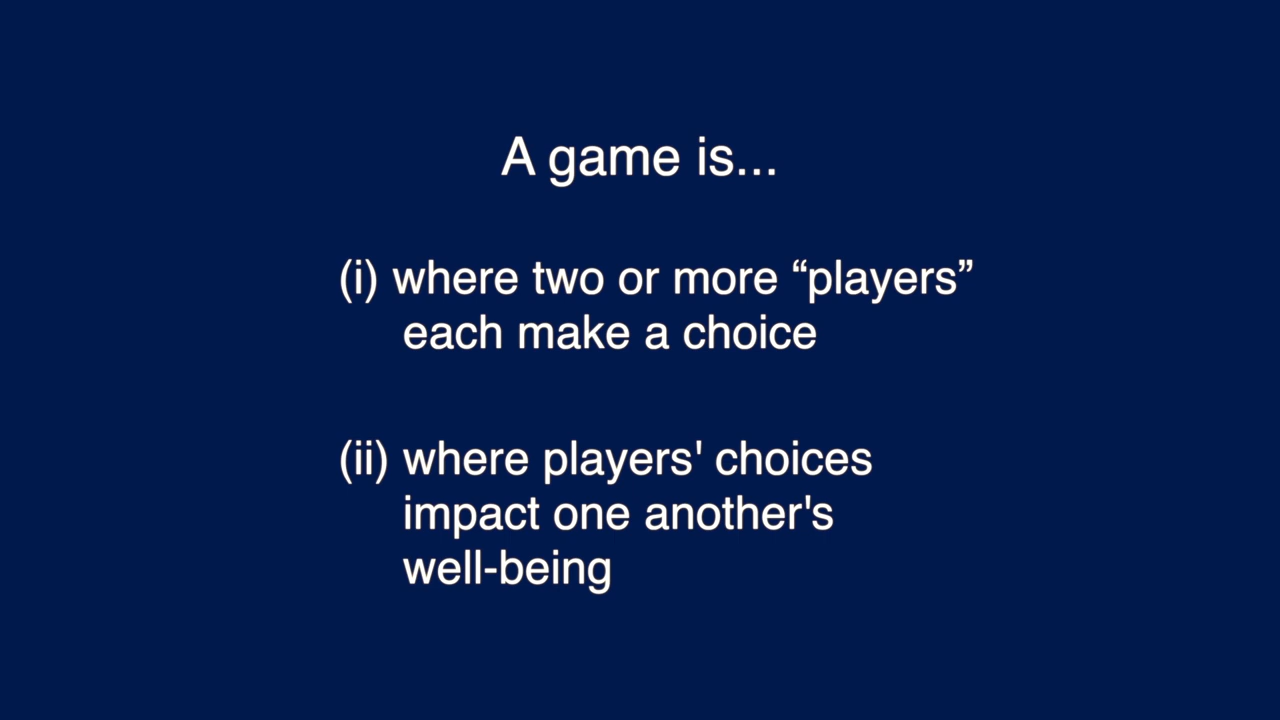 A game is...
(i) where two or more “players”
each make a choice
(ii) where players' choices
impact one another's
well-being